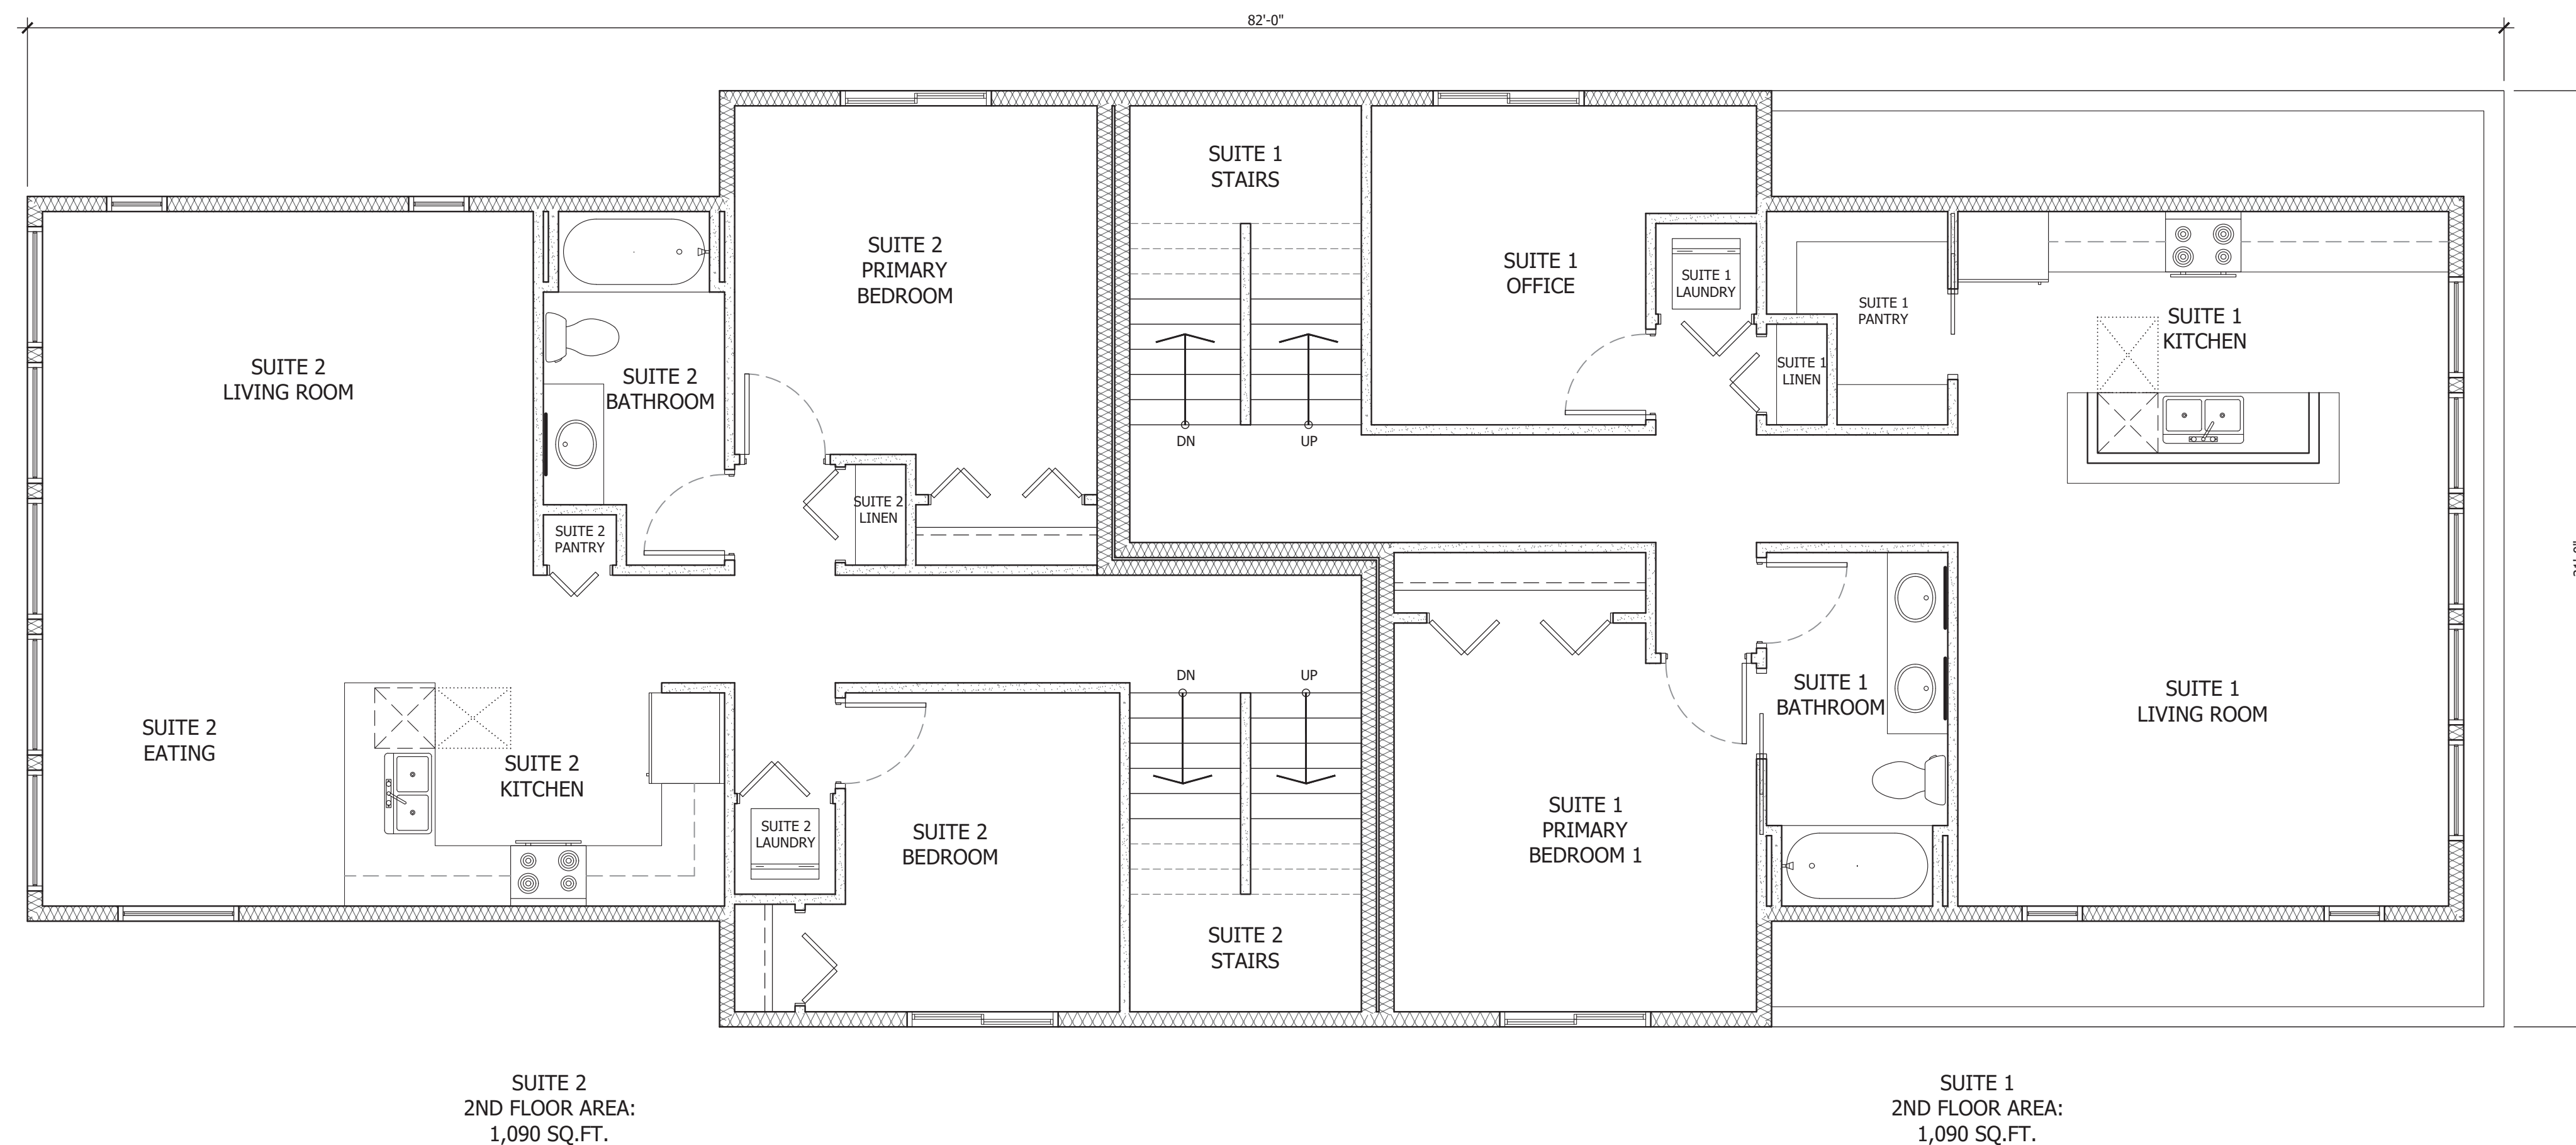 82'-0"
SUITE 1
STAIRS
SUITE 2
PRIMARY
BEDROOM
SUITE 1
OFFICE
SUITE 1
LAUNDRY
SUITE 1
PANTRY
SUITE 1
KITCHEN
SUITE 2
LIVING ROOM
SUITE 2
BATHROOM
SUITE 1
LINEN
DN
UP
SUITE 2
LINEN
SUITE 2
PANTRY
DN
UP
SUITE 1
BATHROOM
SUITE 1
LIVING ROOM
SUITE 2
EATING
SUITE 2
KITCHEN
SUITE 2
LAUNDRY
SUITE 2
BEDROOM
SUITE 1
PRIMARY
BEDROOM 1
SUITE 2
STAIRS
SUITE 2
2ND FLOOR AREA:
1,090 SQ.FT.
SUITE 1
2ND FLOOR AREA:
1,090 SQ.FT.